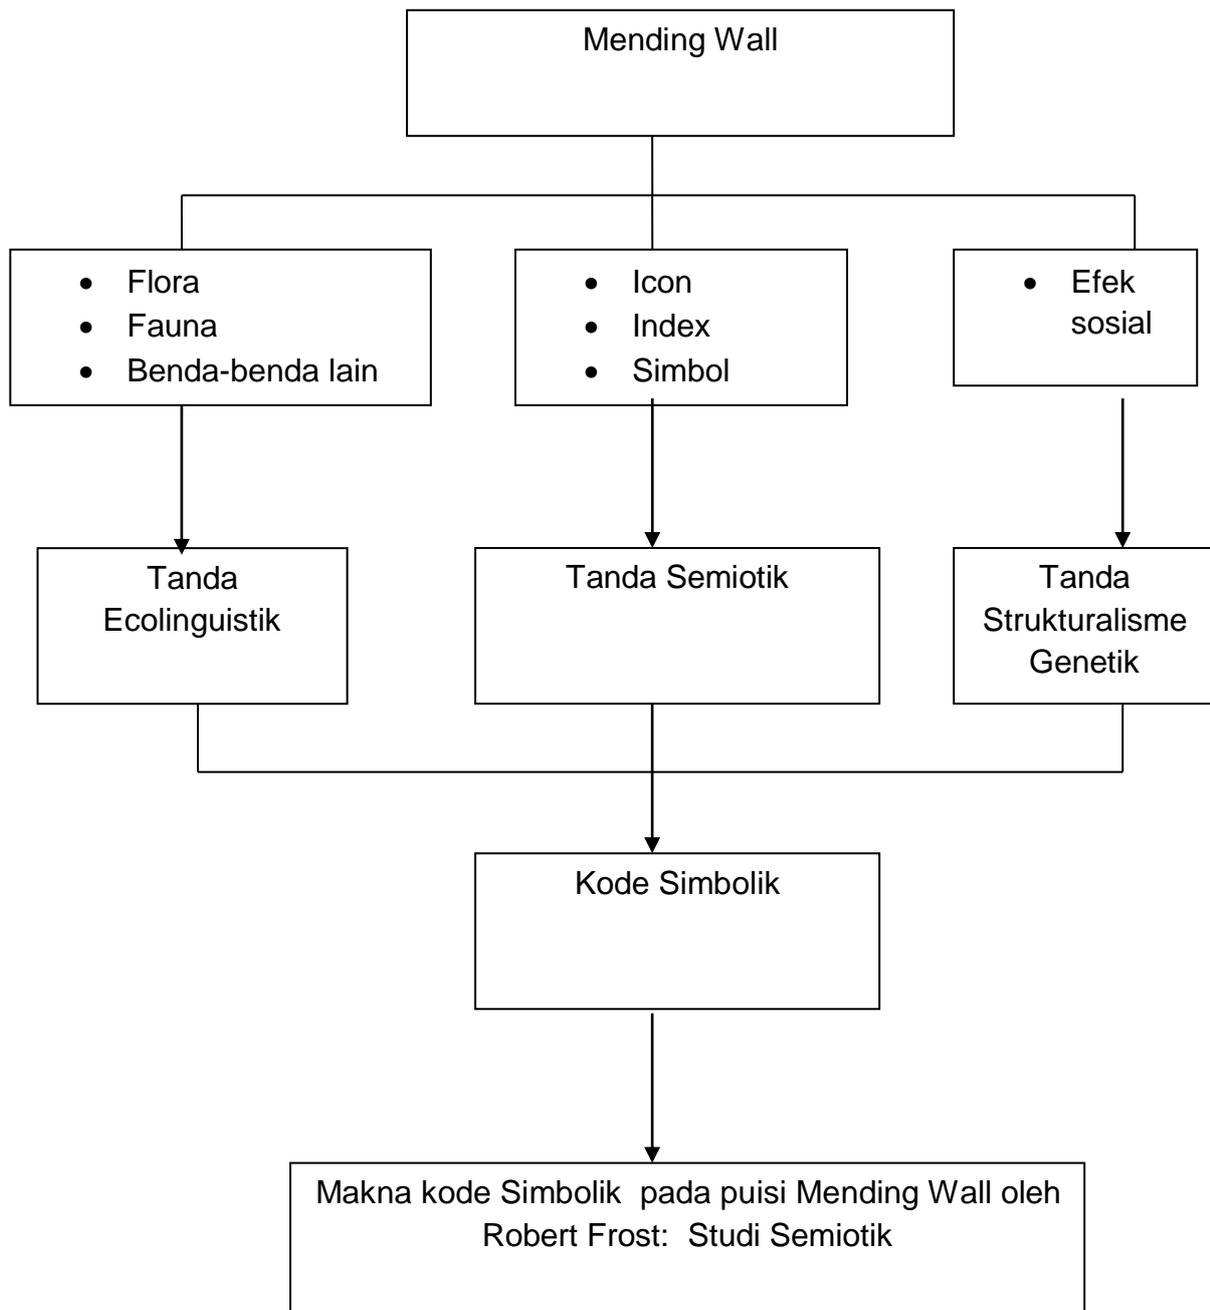 Mending Wall
• Flora
• Fauna
• Benda-benda lain
• Icon
• Index
• Simbol
• Efek
sosial
Tanda
Ecolinguistik
Tanda Semiotik
Tanda
Strukturalisme
Genetik
Kode Simbolik
Makna kode Simbolik pada puisi Mending Wall oleh
Robert Frost: Studi Semiotik